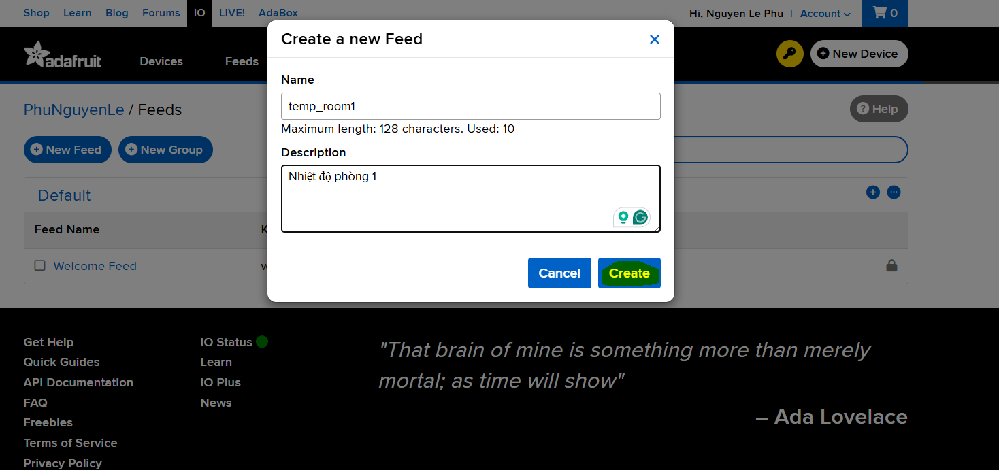 Shop Learn Blog Forums IO LIVE! AdaBox
Hi, Nguyen Le Phu | Account
0
adafruit
Devices
Feeds
New Device
Create a new Feed
Name
temp_room1
Maximum length: 128 characters. Used: 10
Description
Nhiệt độ phòng 1
Cancel
Create
PhuNguyenLe / Feeds
Help
New Feed
New Group
Default
Feed Name
K
Welcome Feed
w
Get Help
Quick Guides
API Documentation
FAQ
Freebies
Terms of Service
Privacy Policy
IO Status
Learn
IO Plus
News
"That brain of mine is something more than merely
mortal; as time will show"
– Ada Lovelace